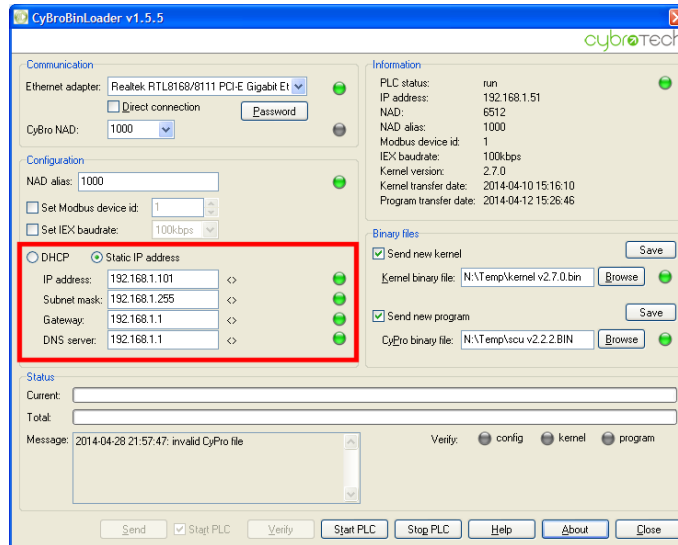 CyBroBinLoader v1.5.5
cybrotech
Communication
Ethernet adapter: Realtek RTL8168/8111 PCI-E Gigabit Et
Direct connection
Password
CyBro NAD: 1000
Configuration
NAD alias: 1000
Set Modbus device id: 1
Set IEX baudrate: 100kbps
DHCP Static IP address
IP address: 192.168.1.101 <>
Subnet mask: 192.168.1.255 <>
Gateway: 192.168.1.1 <>
DNS server: 192.168.1.1 <>
Information
PLC status: run
IP address: 192.168.1.51
NAD: 6512
NAD alias: 1000
Modbus device id: 1
IEX baudrate: 100kbps
Kernel version: 2.7.0
Kernel transfer date: 2014-04-10 15:16:10
Program transfer date: 2014-04-12 15:26:46
Binary files
Send new kernel Save
Kernel binary file: N:\Temp\kernel v2.7.0.bin Browse
Send new program Save
CyPro binary file: N:\Temp\scu v2.2.2.BIN Browse
Status
Current:
Total:
Message: 2014-04-28 21:57:47: invalid CyPro file
Verify: config kernel program
Send Start PLC Verify Start PLC Stop PLC Help About Close